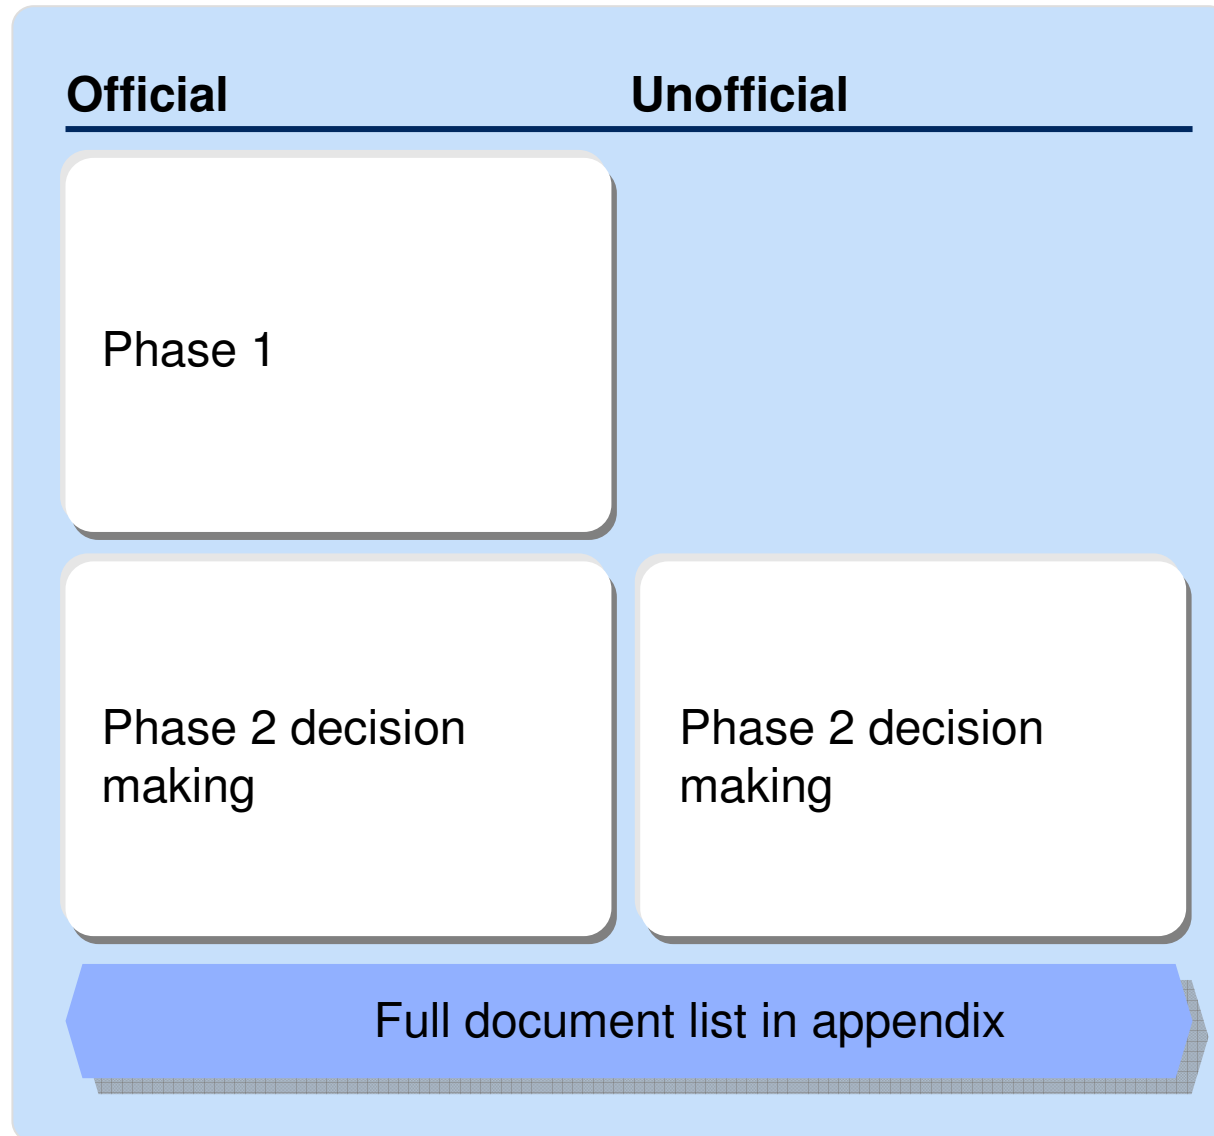 Official
Unofficial
Phase 1
Phase 2 decision
making
Phase 2 decision
making
Full document list in appendix